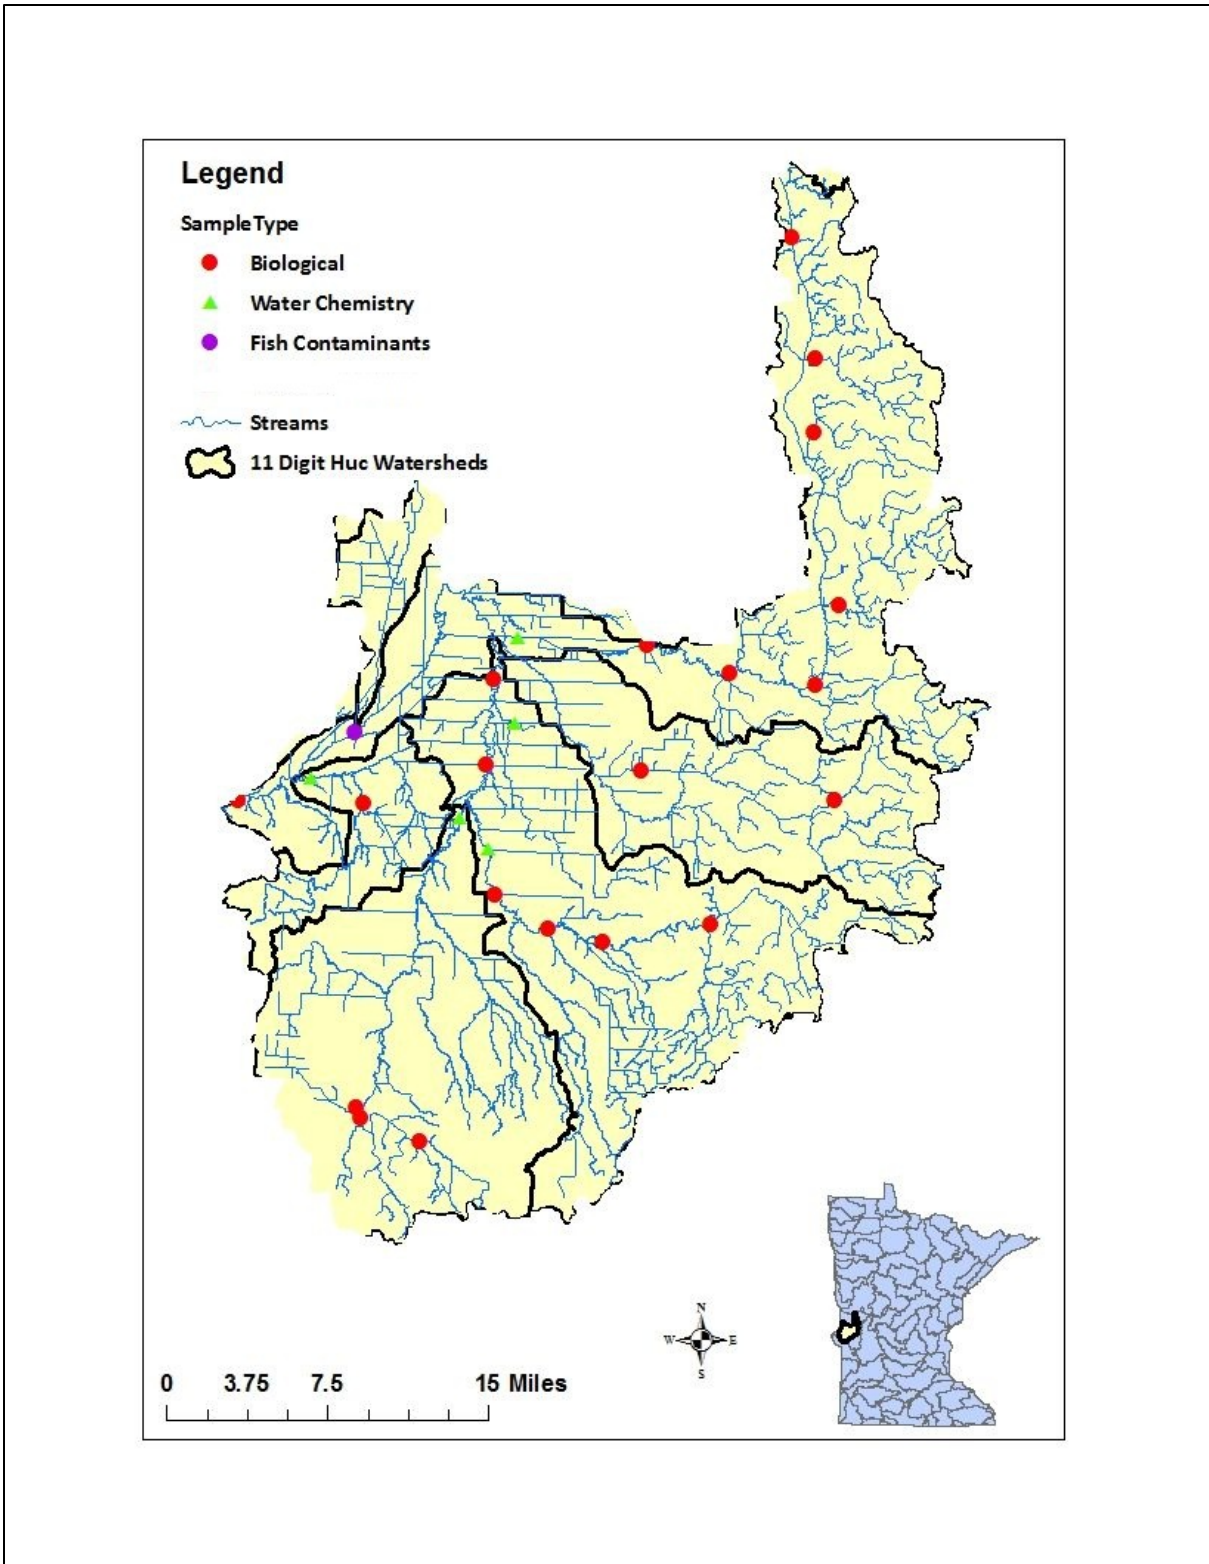 Legend
SampleType
Biological
Water Chemistry
Fish Contaminants
Streams
11 Digit Huc Watersheds
N
W E
S
0 3.75 7.5 15 Miles